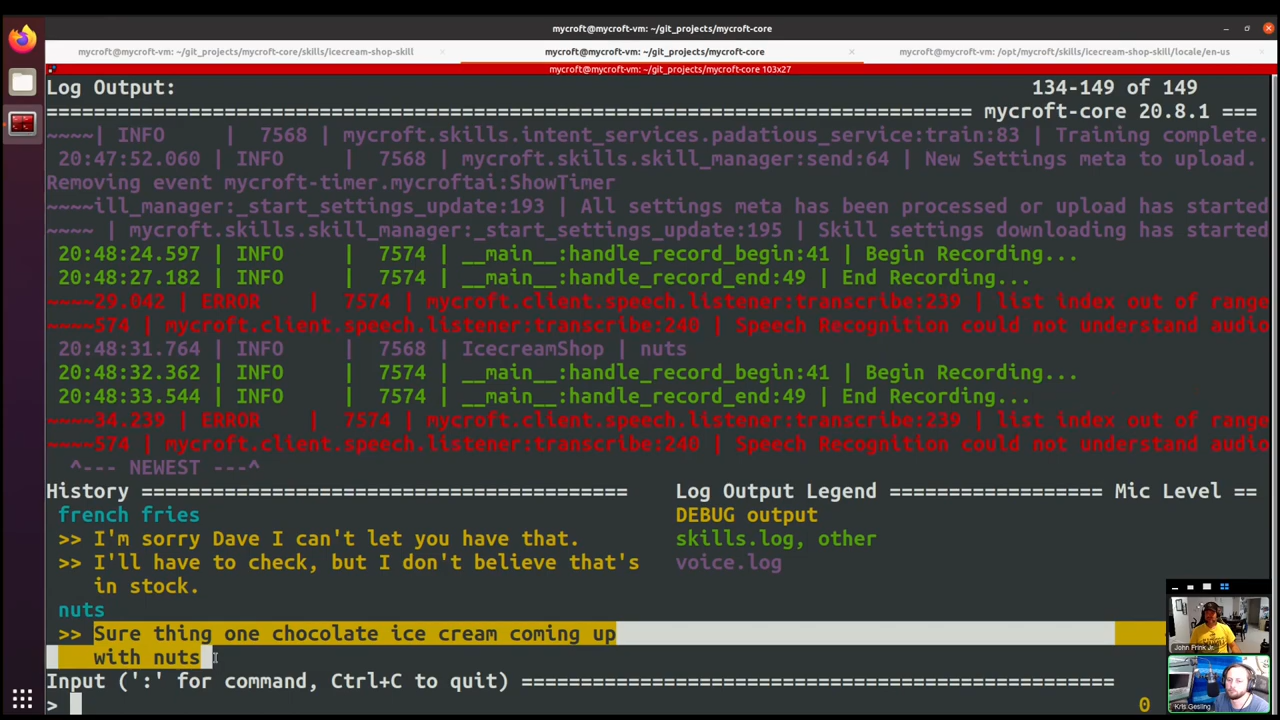 mycroft@mycroft-vm: ~/git_projects/mycroft-core
mycroft@mycroft-vm: ~/git_projects/mycroft-core/skills/icecream-shop-skill
mycroft@mycroft-vm: ~/git_projects/mycroft-core
mycroft@mycroft-vm: /opt/mycroft/skills/icecream-shop-skill/locale/en-us
mycroft@mycroft-vm: ~/git_projects/mycroft-core 103x27
Log Output: 134-149 of 149
============================================================================== mycroft-core 20.8.1 ===
~~~~| INFO | 7568 | mycroft.skills.intent_services.padatious_service:train:83 | Training complete.
20:47:52.060 | INFO | 7568 | mycroft.skills.skill_manager:send:64 | New Settings meta to upload.
Removing event mycroft-timer.mycroftai:ShowTimer
~~~~ill_manager:_start_settings_update:193 | All settings meta has been processed or upload has started
~~~~ | mycroft.skills.skill_manager:_start_settings_update:195 | Skill settings downloading has started
20:48:24.597 | INFO | 7574 | __main__:handle_record_begin:41 | Begin Recording...
20:48:27.182 | INFO | 7574 | __main__:handle_record_end:49 | End Recording...
~~~~29.042 | ERROR | 7574 | mycroft.client.speech.listener:transcribe:239 | list index out of range
~~~~574 | mycroft.client.speech.listener:transcribe:240 | Speech Recognition could not understand audio
20:48:31.764 | INFO | 7568 | IcecreamShop | nuts
20:48:32.362 | INFO | 7574 | __main__:handle_record_begin:41 | Begin Recording...
20:48:33.544 | INFO | 7574 | __main__:handle_record_end:49 | End Recording...
~~~~34.239 | ERROR | 7574 | mycroft.client.speech.listener:transcribe:239 | list index out of range
~~~~574 | mycroft.client.speech.listener:transcribe:240 | Speech Recognition could not understand audio
^--- NEWEST ---^
History ========================================= Log Output Legend ================== Mic Level ==
french fries DEBUG output
>> I'm sorry Dave I can't let you have that. skills.log, other
>> I'll have to check, but I don't believe that's voice.log
in stock.
nuts
>> Sure thing one chocolate ice cream coming up
with nuts
Input (':' for command, Ctrl+C to quit) ==================================================
> 0
John Frink Jr.
Kris Gesling